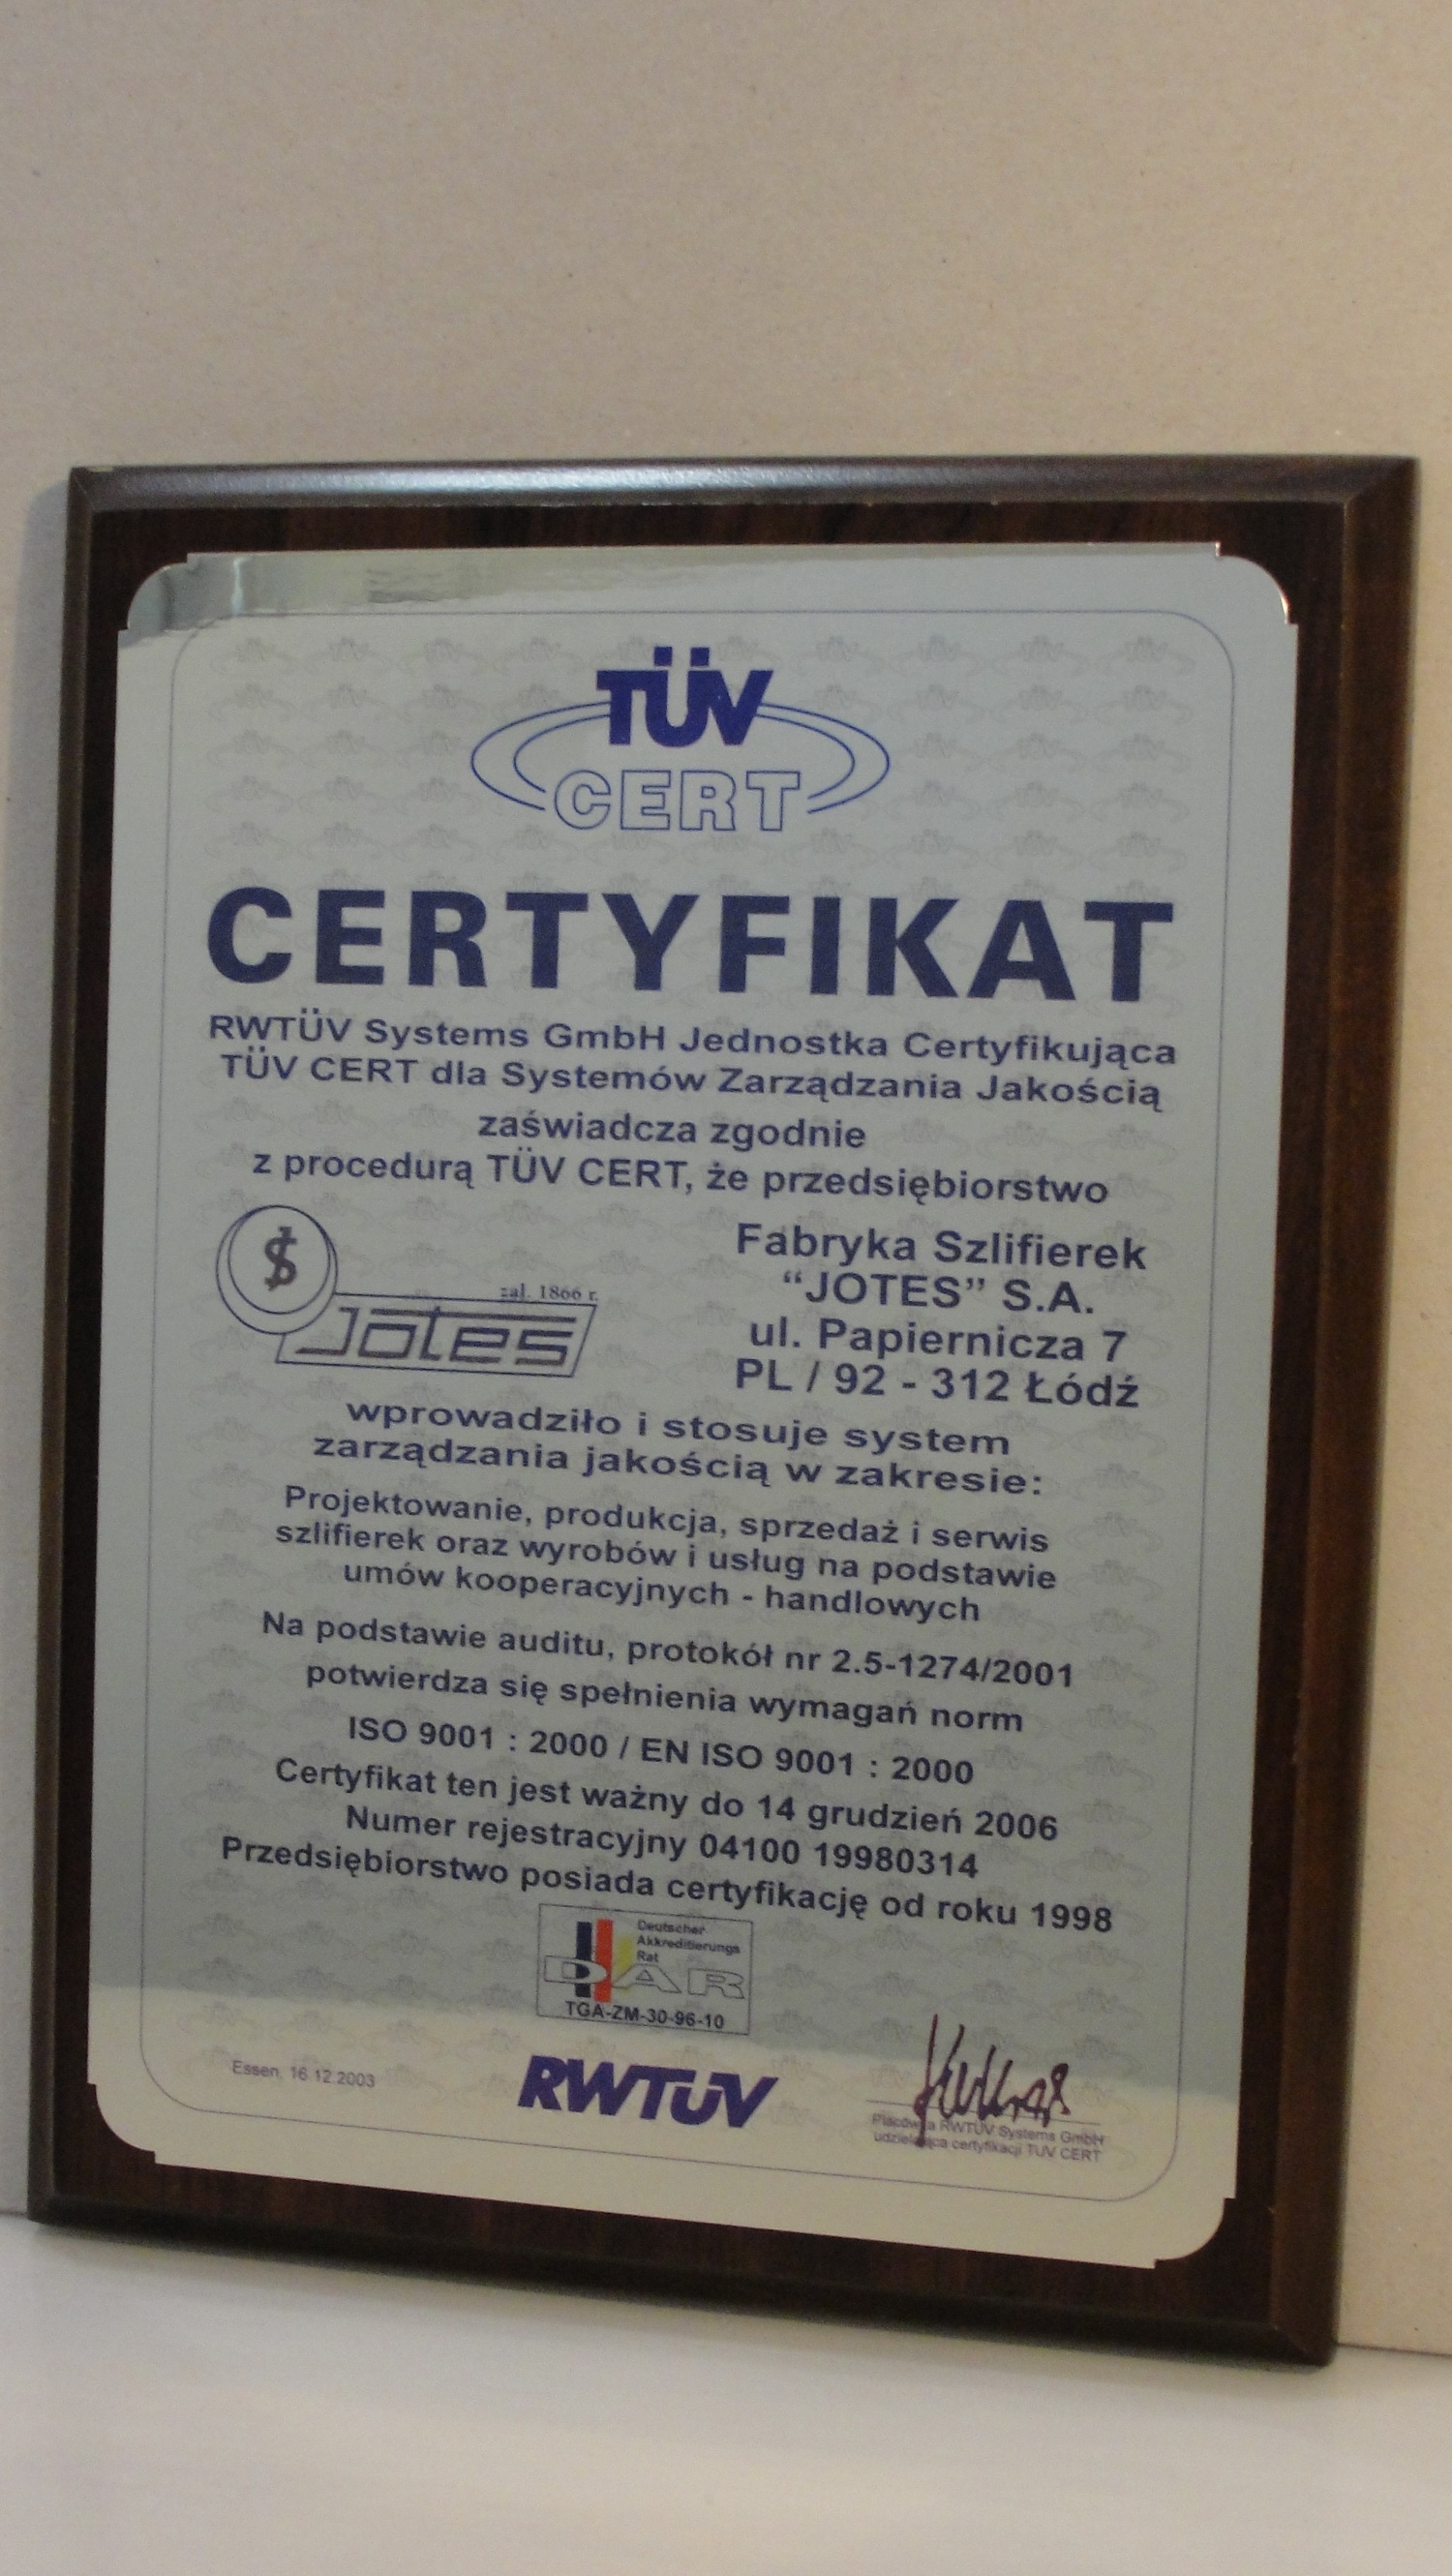 TÜV
CERT
CERTYFIKAT
RWTÜV Systems GmbH Jednostka Certyfikująca
TÜV CERT dla Systemów Zarządzania Jakością
zaświadcza zgodnie
z procedurą TÜV CERT, że przedsiębiorstwo
zał. 1866 r.
Jotes
Fabryka Szlifierek
“JOTES” S.A.
ul. Papiernicza 7
PL / 92 - 312 Łódź
wprowadziło i stosuje system
zarządzania jakością w zakresie:
Projektowanie, produkcja, sprzedaż i serwis
szlifierek oraz wyrobów i usług na podstawie
umów kooperacyjnych - handlowych
Na podstawie auditu, protokół nr 2.5-1274/2001
potwierdza się spełnienia wymagań norm
ISO 9001 : 2000 / EN ISO 9001 : 2000
Certyfikat ten jest ważny do 14 grudzień 2006
Numer rejestracyjny 04100 19980314
Przedsiębiorstwo posiada certyfikację od roku 1998
Deutscher
Akkreditierungs
Rat
DAR
TGA-ZM-30-96-10
Essen, 16.12.2003
RWTÜV
Placówka RWTÜV Systems GmbH
udzielająca certyfikacji TÜV CERT